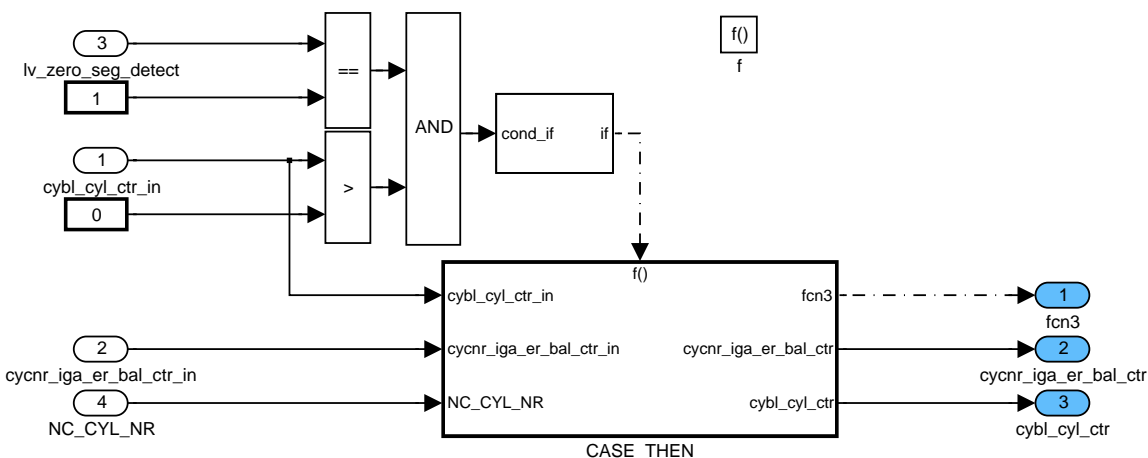 3
lv_zero_seg_detect
1
1
cybl_cyl_ctr_in
0
==
>
AND
cond_if if
f()
f
f()
cybl_cyl_ctr_in
cycnr_iga_er_bal_ctr_in
NC_CYL_NR
fcn3
cycnr_iga_er_bal_ctr
cybl_cyl_ctr
CASE_THEN
2
cycnr_iga_er_bal_ctr_in
4
NC_CYL_NR
1
fcn3
2
cycnr_iga_er_bal_ctr
3
cybl_cyl_ctr